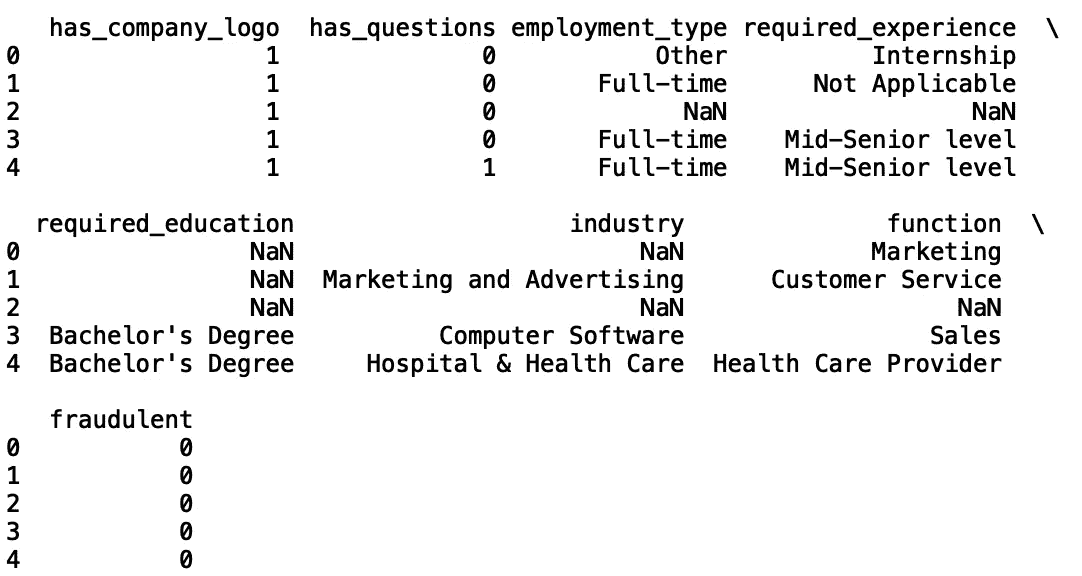 has_company_logo  has_questions employment_type required_experience  \
0                 1              0           Other          Internship
1                 1              0       Full-time      Not Applicable
2                 1              0             NaN                 NaN
3                 1              0       Full-time    Mid-Senior level
4                 1              1       Full-time    Mid-Senior level
  required_education                   industry              function  \
0                NaN                        NaN             Marketing
1                NaN  Marketing and Advertising      Customer Service
2                NaN                        NaN                   NaN
3  Bachelor's Degree          Computer Software                 Sales
4  Bachelor's Degree     Hospital & Health Care  Health Care Provider
   fraudulent
0           0
1           0
2           0
3           0
4           0